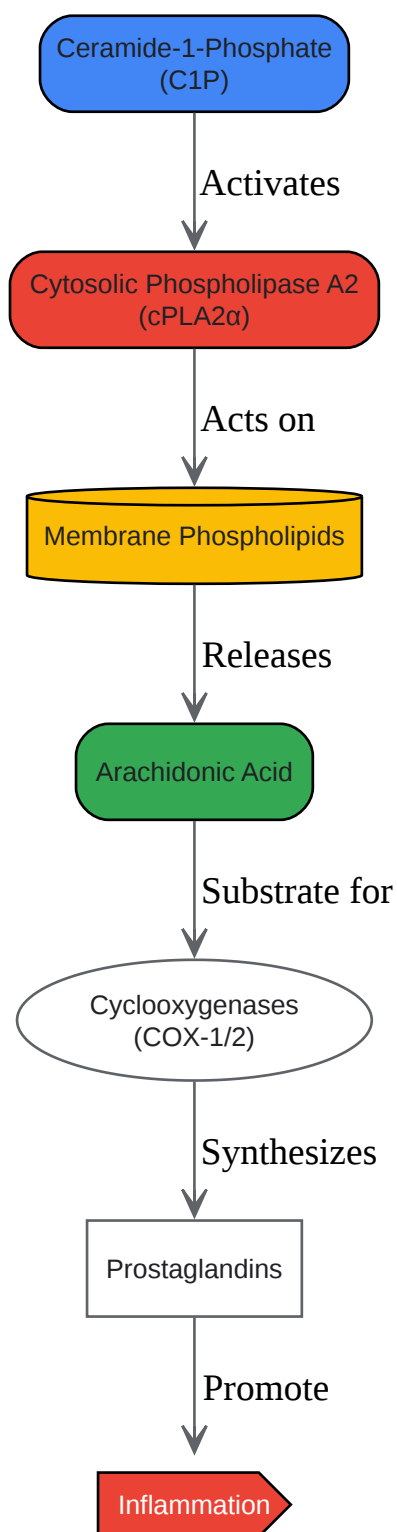 Ceramide-1-Phosphate
(C1P)
Activates
Cytosolic Phospholipase A2
(cPLA2α)
Acts on
Membrane Phospholipids
Releases
Arachidonic Acid
Substrate for
Cyclooxygenases
(COX-1/2)
Synthesizes
Prostaglandins
Promote
Inflammation